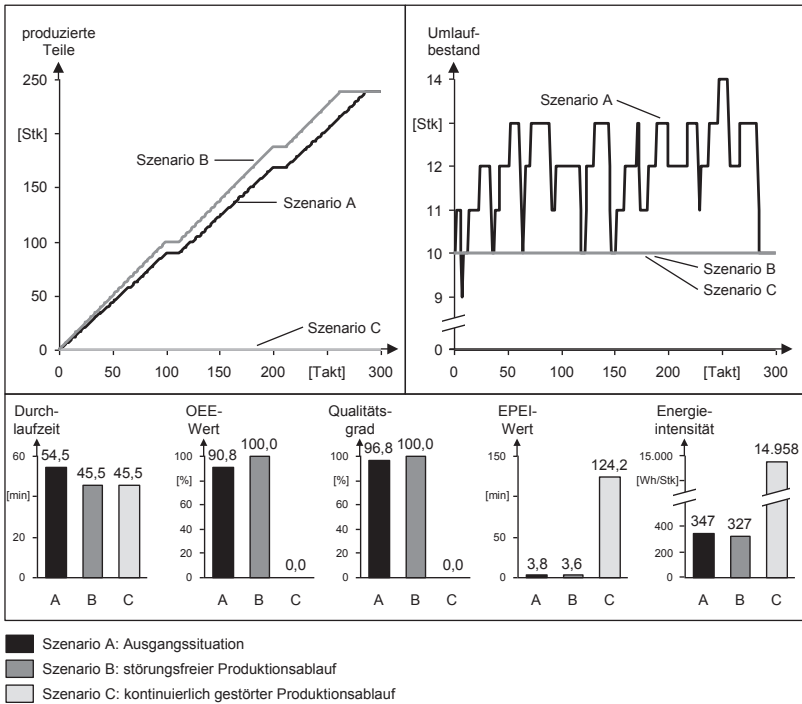 produzierte
Teile
250
[Stk]
150
100
50
0
0
50
100
150
200
[Takt]
300
Szenario B
Szenario A
Szenario C
Umlauf-
bestand
14
[Stk]
12
11
10
9
0
0
50
100
150
200
[Takt]
300
Szenario A
Szenario B
Szenario C
Durch-
laufzeit
60
[min]
40
20
0
54,5
45,5
45,5
A
B
C
OEE-
Wert
100
[%]
60
40
20
0
90,8
100,0
0,0
A
B
C
Qualitäts-
grad
100
[%]
60
40
20
0
96,8
100,0
0,0
A
B
C
EPEI-
Wert
150
[min]
50
0
3,8
3,6
124,2
A
B
C
Energie-
intensität
15.000
[Wh/Stk]
400
200
0
347
327
14.958
A
B
C
Szenario A: Ausgangssituation
Szenario B: störungsfreier Produktionsablauf
Szenario C: kontinuierlich gestörter Produktionsablauf